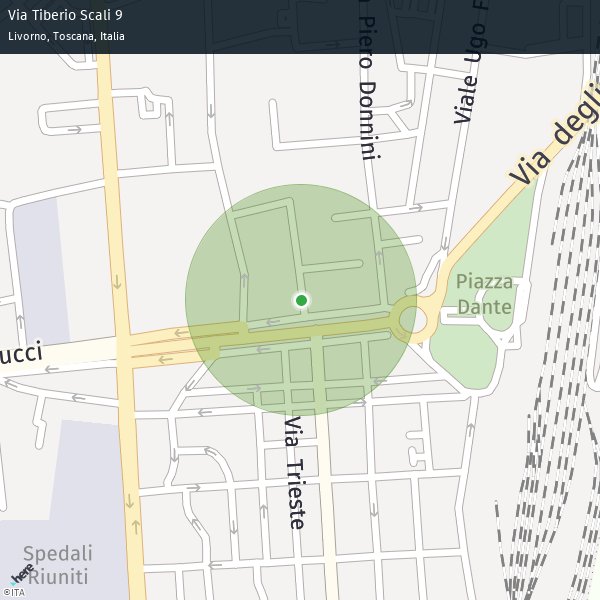 Via Tiberio Scali 9
Livorno, Toscana, Italia
Piero Donnini
Viale Ugo
Via degli
Piazza
Dante
ucci
Via Trieste
Spedali
Riuniti
here
©ITA